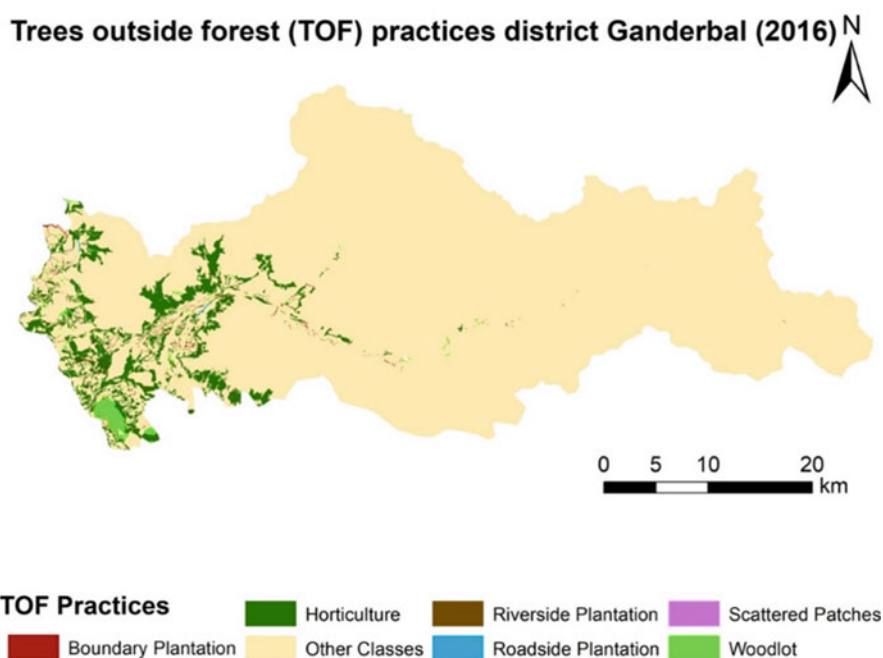 Trees outside forest (TOF) practices district Ganderbal (2016)
N
0 5 10 20
km
TOF Practices
Horticulture
Riverside Plantation
Scattered Patches
Boundary Plantation
Other Classes
Roadside Plantation
Woodlot